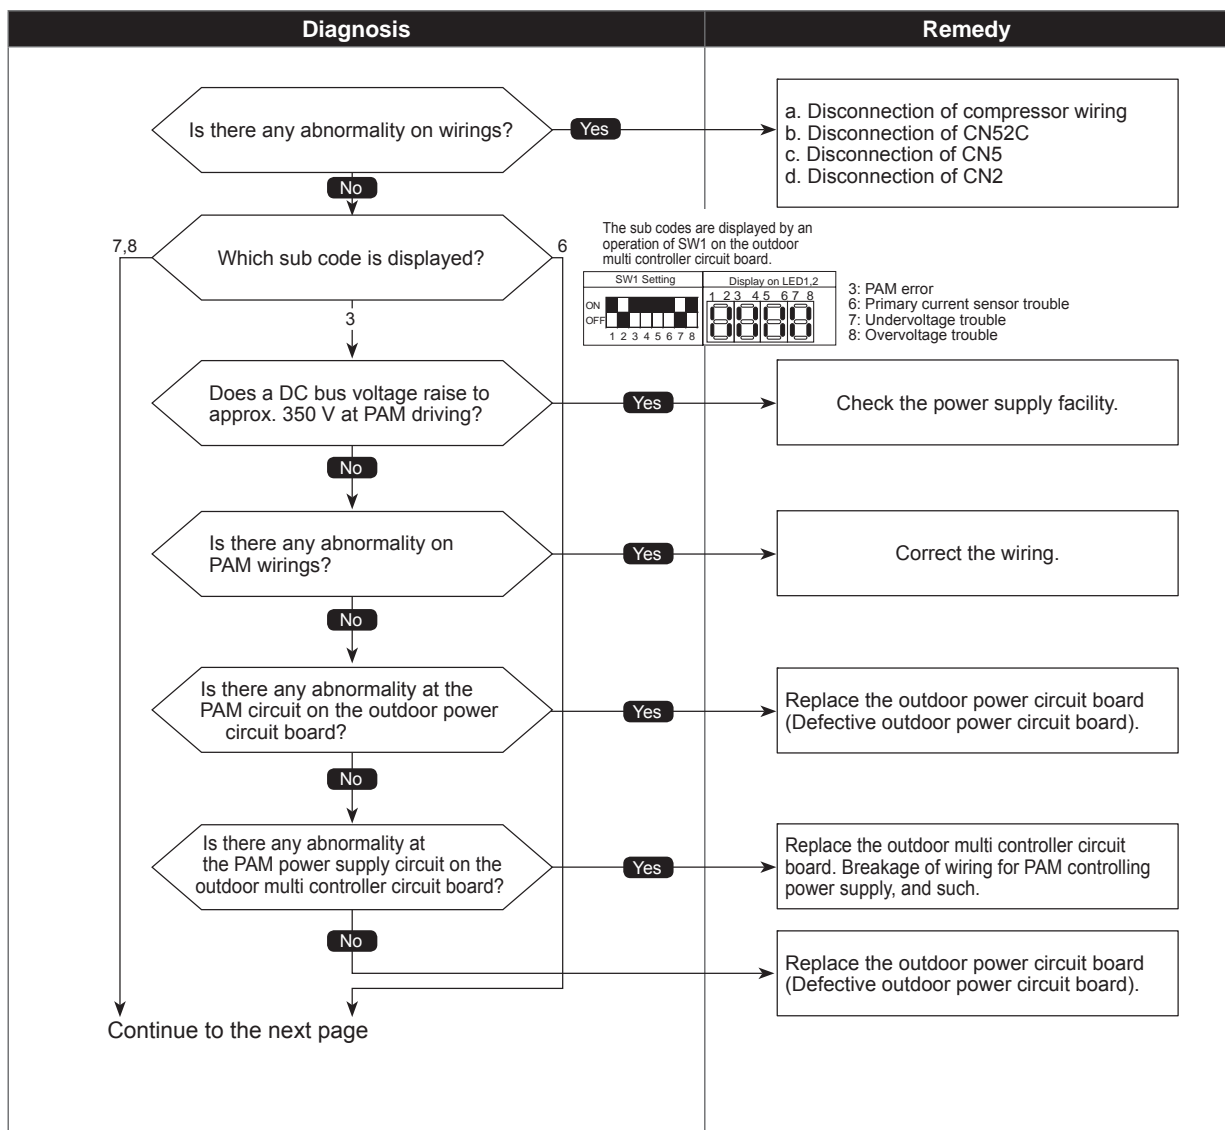 Diagnosis
Remedy
Is there any abnormality on wirings?
Yes
a. Disconnection of compressor wiring
b. Disconnection of CN52C
c. Disconnection of CN5
d. Disconnection of CN2
No
7,8
Which sub code is displayed?
6
The sub codes are displayed by an
operation of SW1 on the outdoor
multi controller circuit board.
SW1 Setting
Display on LED1,2
ON
OFF
1 2 3 4 5 6 7 8
1 2 3 4 5 6 7 8
3: PAM error
6: Primary current sensor trouble
7: Undervoltage trouble
8: Overvoltage trouble
3
Does a DC bus voltage raise to
approx. 350 V at PAM driving?
Yes
Check the power supply facility.
No
Is there any abnormality on
PAM wirings?
Yes
Correct the wiring.
No
Is there any abnormality at the
PAM circuit on the outdoor power
circuit board?
Yes
Replace the outdoor power circuit board
(Defective outdoor power circuit board).
No
Is there any abnormality at
the PAM power supply circuit on the
outdoor multi controller circuit board?
Yes
Replace the outdoor multi controller circuit
board. Breakage of wiring for PAM controlling
power supply, and such.
No
Replace the outdoor power circuit board
(Defective outdoor power circuit board).
Continue to the next page